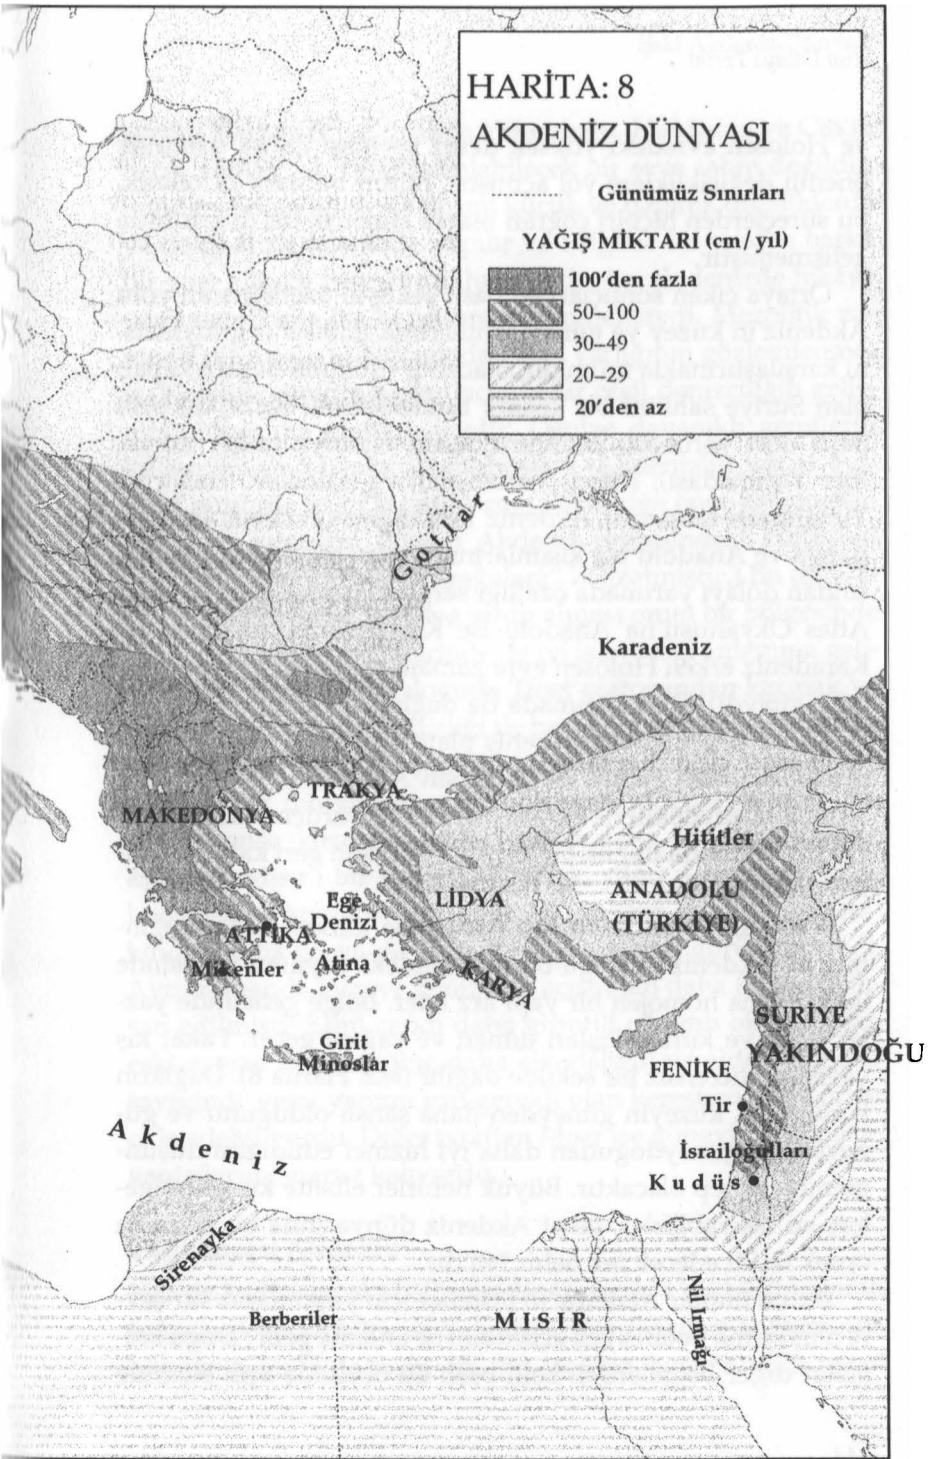 HARİTA: 8
AKDENİZ DÜNYASI
Günümüz Sınırları
YAĞIŞ MİKTARI (cm/yıl)
100'den fazla
50–100
30–49
20–29
20'den az
Gotlar
Karadeniz
TRAKYA
MAKEDONYA
Hititler
Ege
Denizi
LİDYA
ANADOLU
(TÜRKİYE)
ATTİKA
Mikenler
Atina
KARYA
SURİYE
Girit
Minoslar
YAKINDOĞU
FENİKE
Tir
Akdeniz
İsrailoğulları
Kudüs
Sirenayka
Berberiler
MISIR
Nil Irmağı